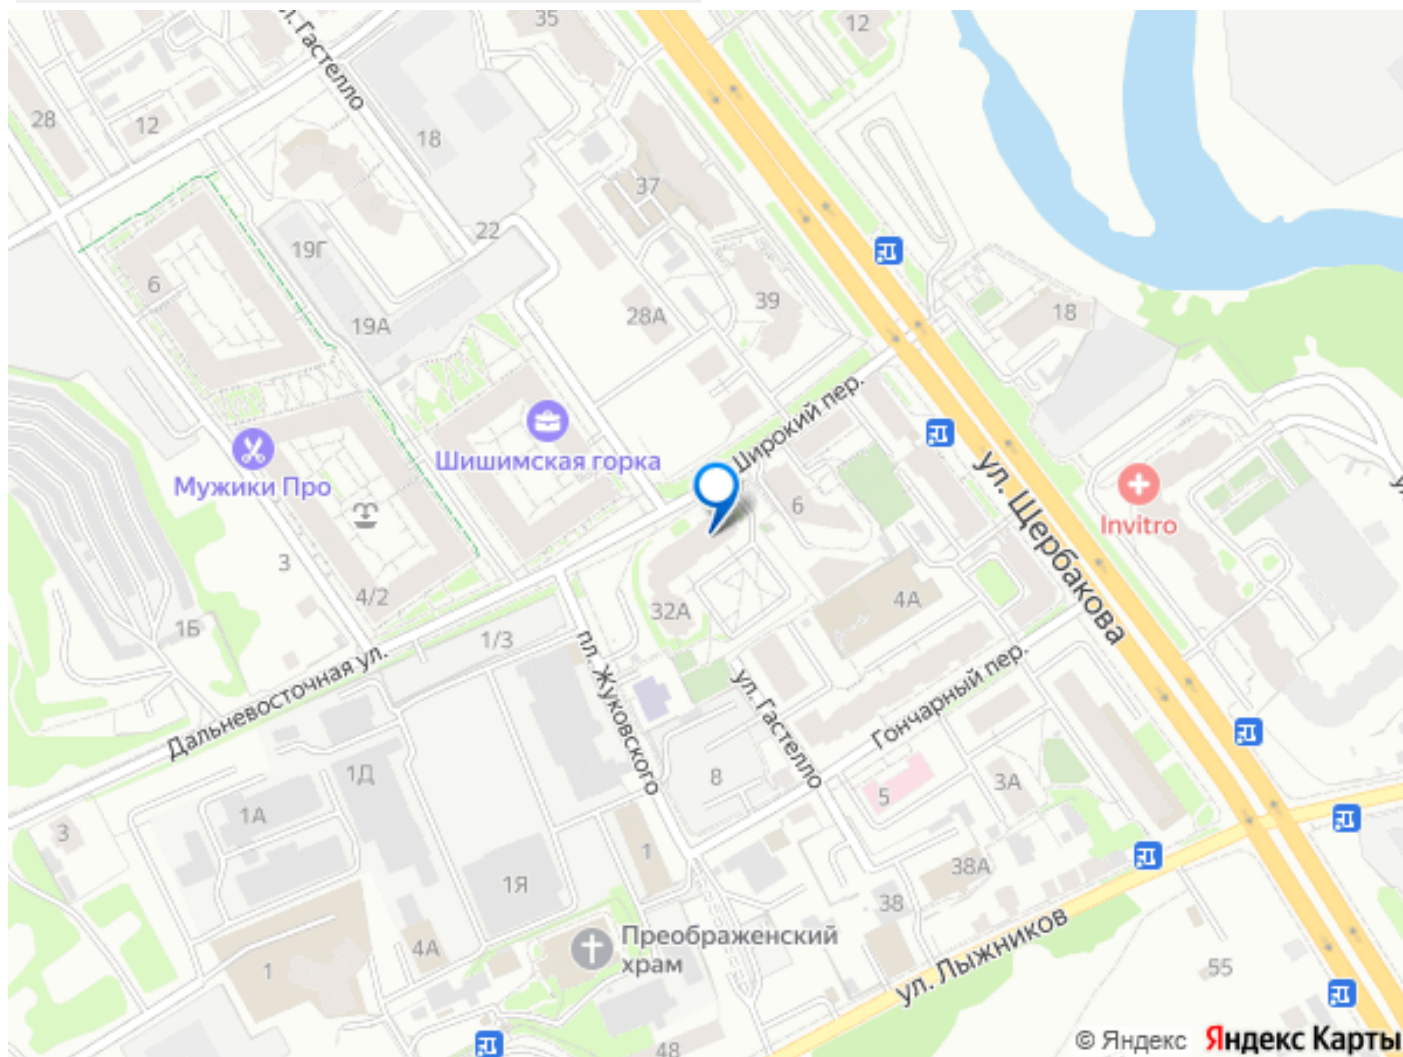 35
12
ул. Гастелло
28
12
18
37
22
19Г
6
19А
28А
39
18
Широкий пер.
Шишимская горка
Мужики Про
6
Invitro
ул. Щербакова
3
4/2
32А
4А
1Б
1/3
Дальневосточная ул.
пл. Жуковского
ул. Гастелло
Гончарный пер.
1Д
8
5
3А
1А
3
1
38А
1Я
38
Преображенский
храм
4А
1
ул. Лыжников
55
48
© Яндекс Яндекс Карты